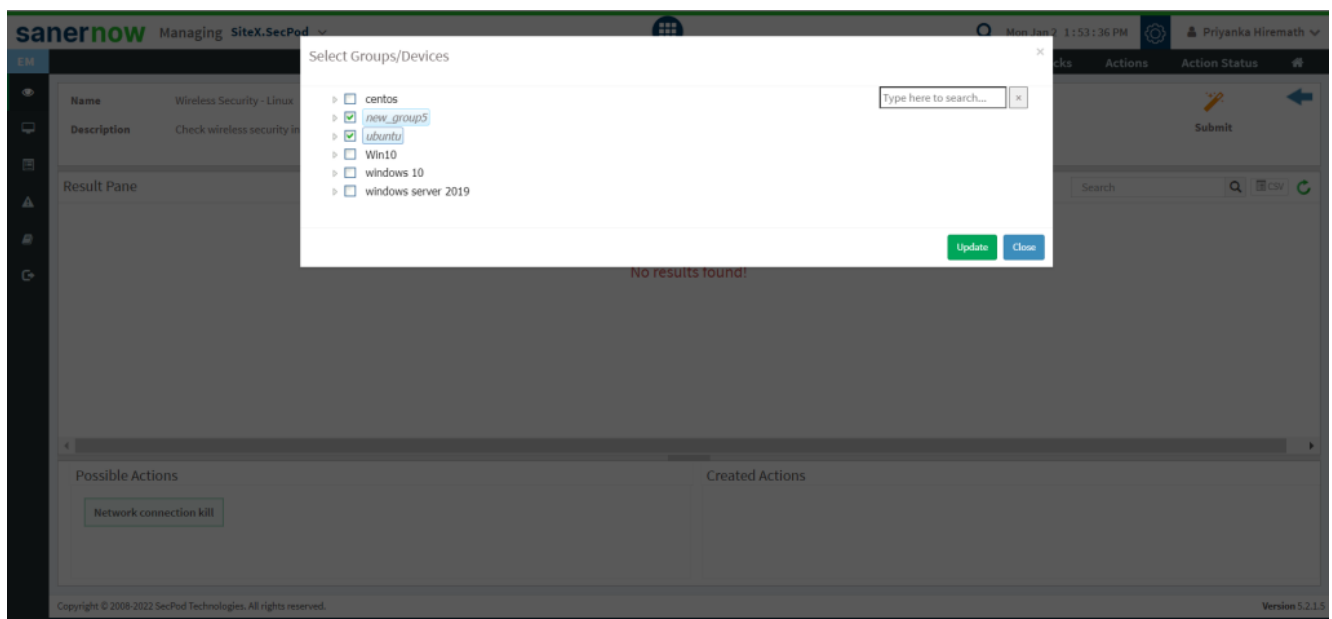 sanernow Managing SiteX.SecPod Mon Jan 2 1:53:36 PM Priyanka Hiremath
EM cks Actions Action Status
Select Groups/Devices ×
Type here to search... ×
centos
new_group5
ubuntu
Win10
windows 10
windows server 2019
Update Close
Name Wireless Security - Linux
Description Check wireless security in
Submit
Result Pane Search CSV
No results found!
Possible Actions Created Actions
Network connection kill
Copyright © 2008-2022 SecPod Technologies. All rights reserved. Version 5.2.1.5